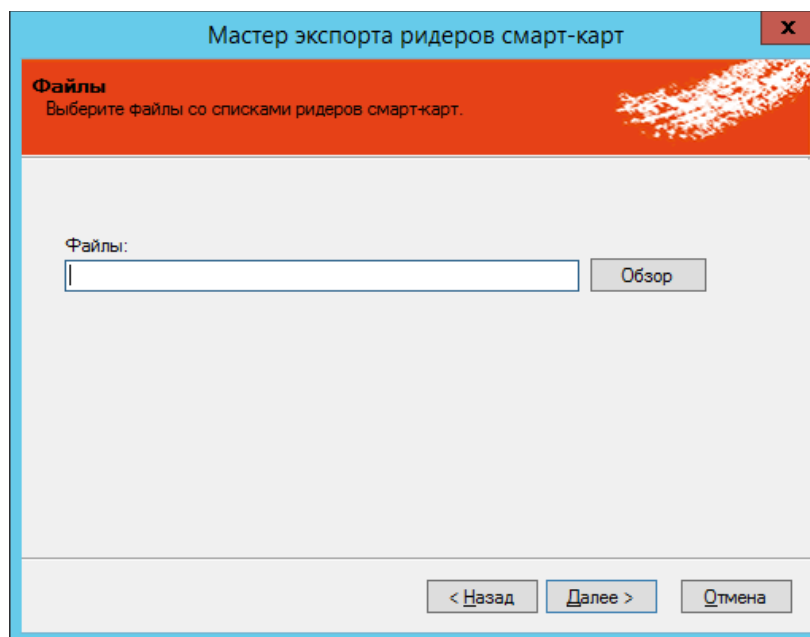 Мастер экспорта ридеров смарт-карт
x
Файлы
Выберите файлы со списками ридеров смарт-карт.
Файлы:
Обзор
< Назад Далее > Отмена